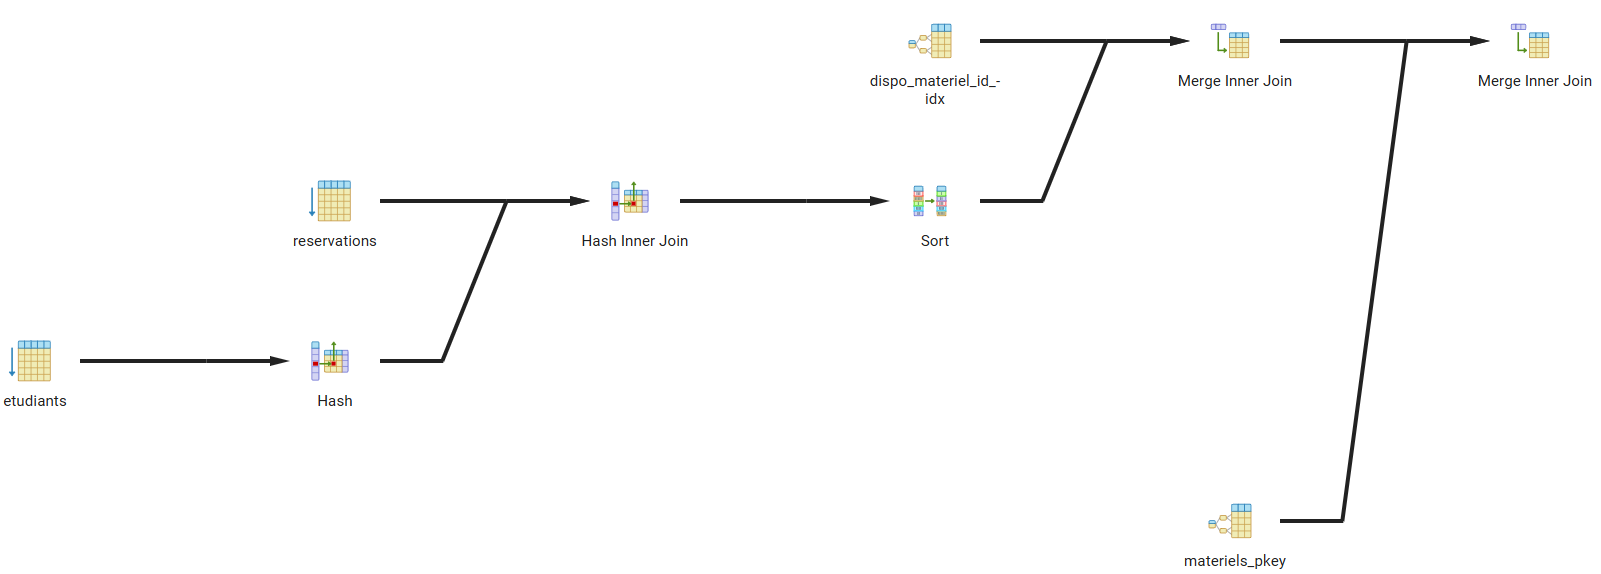 dispo_materiel_id_-
idx
Merge Inner Join
Merge Inner Join
reservations
Hash Inner Join
Sort
etudiants
Hash
materiels_pkey